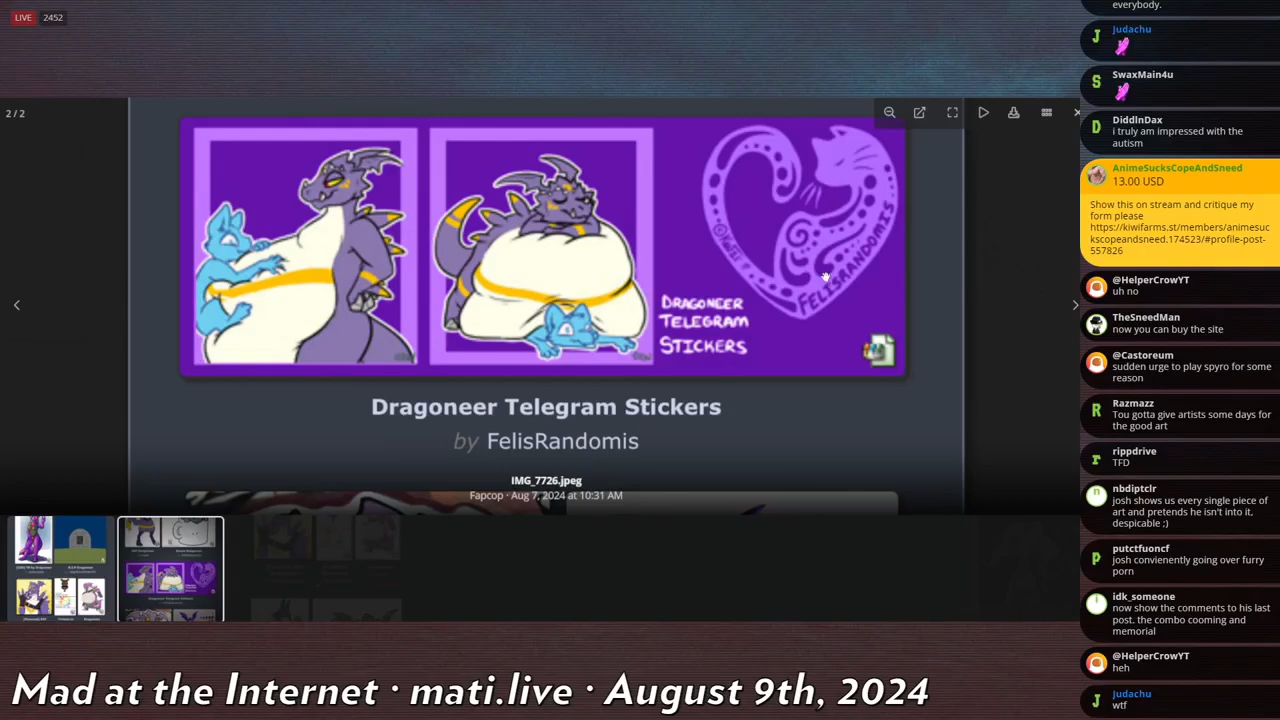 LIVE 2452
2 / 2
DRAGONEER
TELEGRAM
STICKERS
FELISRANDOMIS
Dragoneer Telegram Stickers
by FelisRandomis
IMG_7726.jpeg
Fapcop · Aug 7, 2024 at 10:31 AM
Mad at the Internet · mati.live · August 9th, 2024
everybody.
J Judachu
S SwaxMain4u
D DiddInDax
i truly am impressed with the
autism
AnimeSucksCopeAndSneed
13.00 USD
Show this on stream and critique my
form please
https://kiwifarms.st/members/animesuc
kscopeandsneed.174523/#profile-post-
557826
@HelperCrowYT
uh no
TheSneedMan
now you can buy the site
@Castoreum
sudden urge to play spyro for some
reason
R Razmazz
Tou gotta give artists some days for
the good art
r rippdrive
TFD
n nbdiptclr
josh shows us every single piece of
art and pretends he isn't into it,
despicable ;)
p putctfuoncf
josh convienently going over furry
porn
i idk_someone
now show the comments to his last
post. the combo cooming and
memorial
@HelperCrowYT
heh
J Judachu
wtf